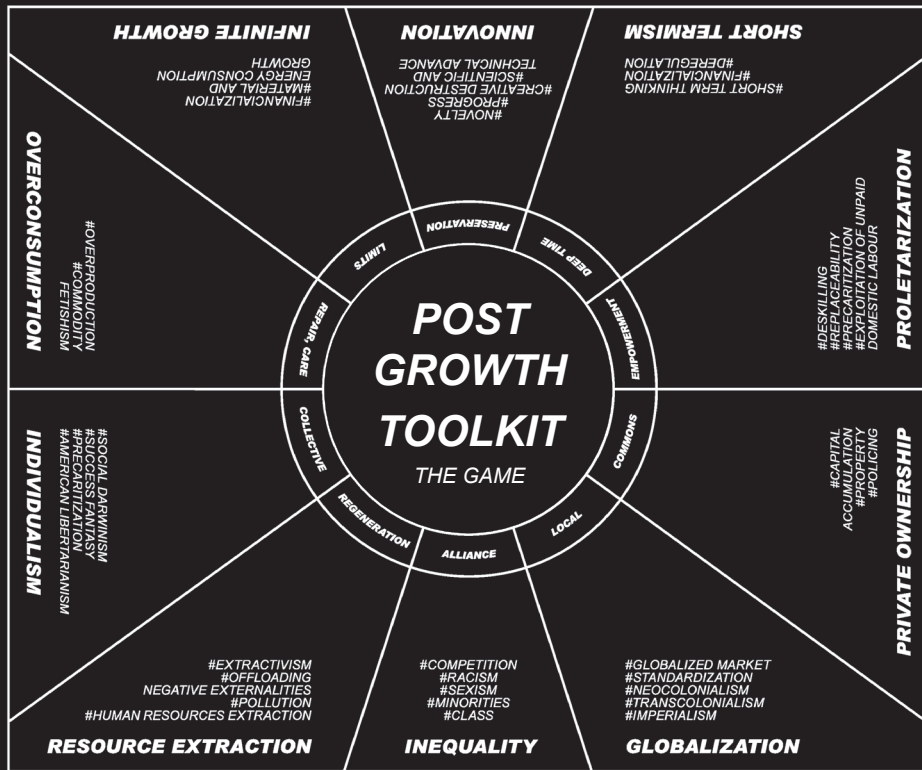 INFINITE GROWTH
#FINANCIALIZATION
#MATERIAL AND
ENERGY CONSUMPTION
GROWTH
INNOVATION
#NOVELTY
#PROGRESS
#CREATIVE DESTRUCTION
#SCIENTIFIC AND
TECHNICAL ADVANCE
SHORT TERMISM
#SHORT TERM THINKING
#FINANCIALIZATION
#DEREGULATION
OVERCONSUMPTION
#OVERPRODUCTION
#COMMODITY
FETISHISM
PROLETARIZATION
#DESKILLING
#REPLACEABILITY
#PRECARITIZATION
#EXPLOITATION OF UNPAID
DOMESTIC LABOUR
LIMITS
PRESERVATION
DEEP TIME
REPAIR, CARE
EMPOWERMENT
POST
GROWTH
TOOLKIT
THE GAME
COLLECTIVE
COMMONS
REGENERATION
ALLIANCE
LOCAL
INDIVIDUALISM
#SOCIAL DARWINISM
#SUCCESS FANTASY
#PRECARITIZATION
#AMERICAN LIBERTARIANISM
PRIVATE OWNERSHIP
#CAPITAL
ACCUMULATION
#PROPERTY
#POLICING
#EXTRACTIVISM
#OFFLOADING
NEGATIVE EXTERNALITIES
#POLLUTION
#HUMAN RESOURCES EXTRACTION
RESOURCE EXTRACTION
#COMPETITION
#RACISM
#SEXISM
#MINORITIES
#CLASS
INEQUALITY
#GLOBALIZED MARKET
#STANDARDIZATION
#NEOCOLONIALISM
#TRANSCOLONIALISM
#IMPERIALISM
GLOBALIZATION